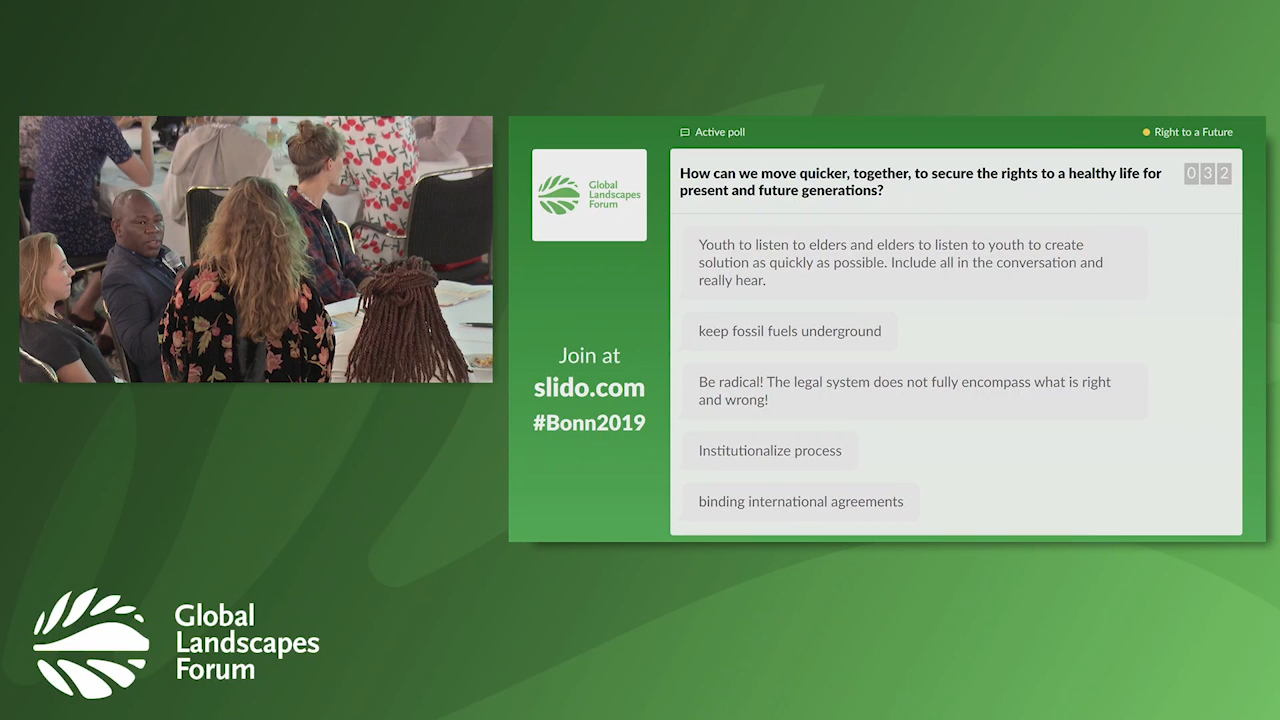 Active poll
Right to a Future
Global
Landscapes
Forum
How can we move quicker, together, to secure the rights to a healthy life for
present and future generations?
032
Youth to listen to elders and elders to listen to youth to create
solution as quickly as possible. Include all in the conversation and
really hear.
keep fossil fuels underground
Be radical! The legal system does not fully encompass what is right
and wrong!
Institutionalize process
binding international agreements
Join at
slido.com
#Bonn2019
Global
Landscapes
Forum